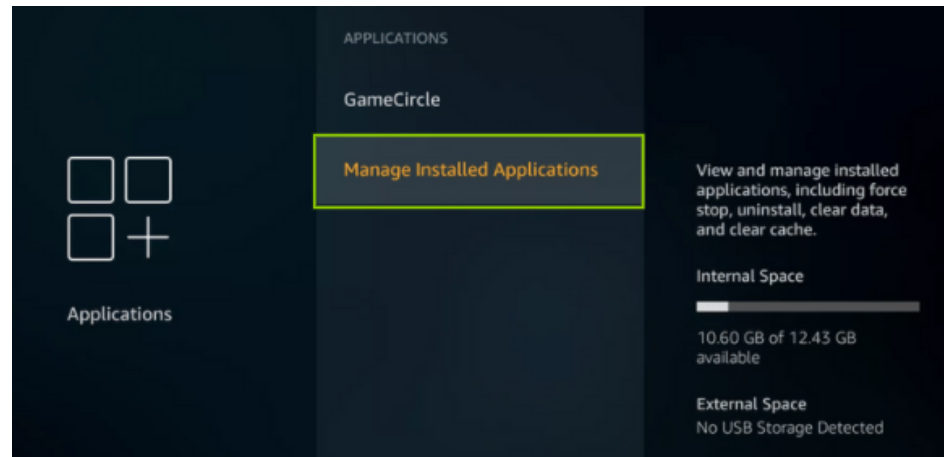 APPLICATIONS
GameCircle
Manage Installed Applications
Applications
View and manage installed
applications, including force
stop, uninstall, clear data,
and clear cache.
Internal Space
10.60 GB of 12.43 GB
available
External Space
No USB Storage Detected